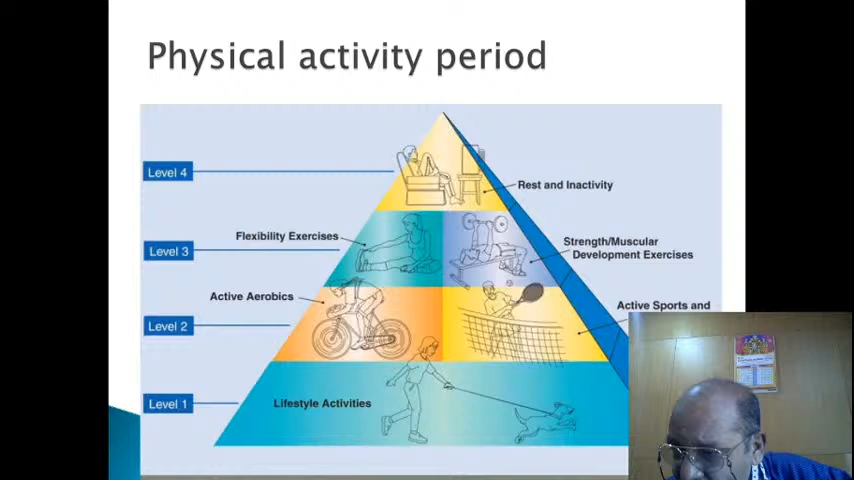 Physical activity period
Level 4
Rest and Inactivity
Flexibility Exercises
Level 3
Strength/Muscular
Development Exercises
Active Aerobics
Level 2
Active Sports and
Level 1
Lifestyle Activities